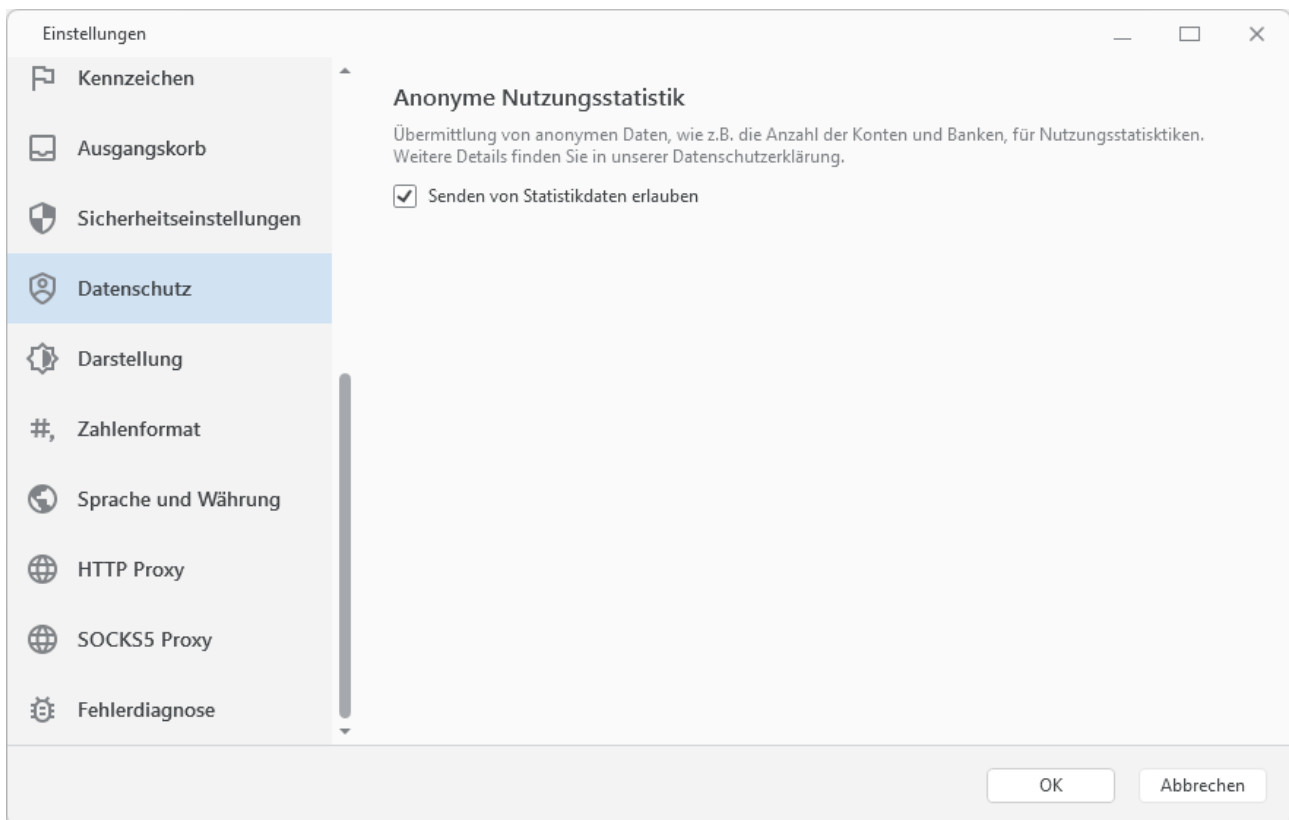 Einstellungen
Kennzeichen
Ausgangskorb
Sicherheitseinstellungen
Datenschutz
Darstellung
#, Zahlenformat
Sprache und Währung
HTTP Proxy
SOCKS5 Proxy
Fehlerdiagnose
Anonyme Nutzungsstatistik
Übermittlung von anonymen Daten, wie z.B. die Anzahl der Konten und Banken, für Nutzungsstatisktiken.
Weitere Details finden Sie in unserer Datenschutzerklärung.
Senden von Statistikdaten erlauben
OK
Abbrechen